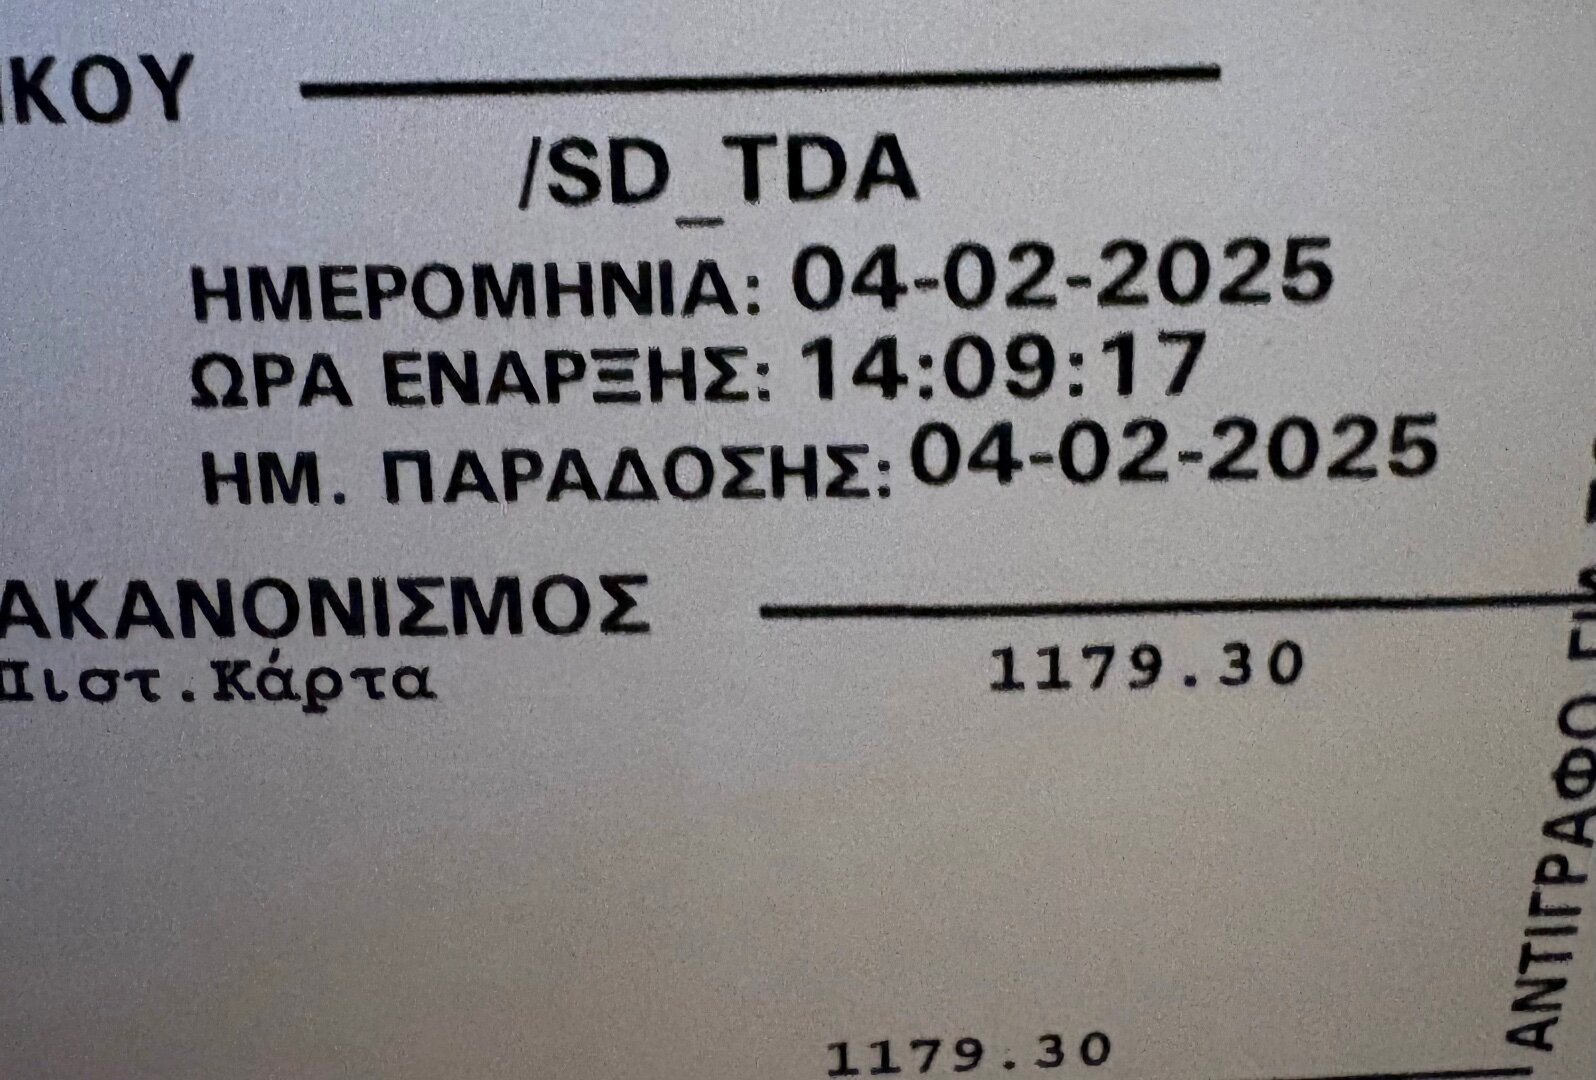 ΙΚΟΥ
/SD_TDA
ΗΜΕΡΟΜΗΝΙΑ: 04-02-2025
ΩΡΑ ΕΝΑΡΞΗΣ: 14:09:17
ΗΜ. ΠΑΡΑΔΟΣΗΣ: 04-02-2025
ΑΚΑΝΟΝΙΣΜΟΣ
Πιστ.Κάρτα 1179.30
1179.30
ΑΝΤΙΓΡΑΦΟ ΓΙΑ